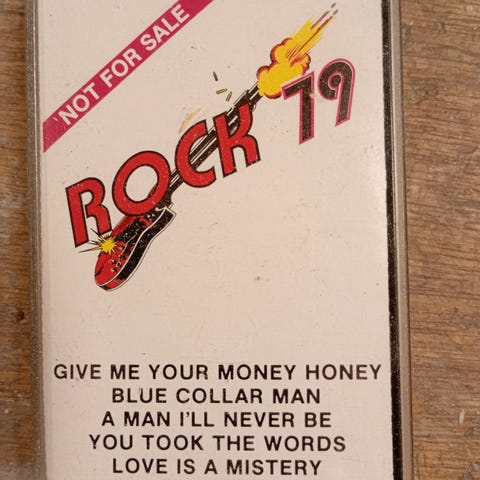 NOT FOR SALE
ROCK 79
GIVE ME YOUR MONEY HONEY
BLUE COLLAR MAN
A MAN I'LL NEVER BE
YOU TOOK THE WORDS
LOVE IS A MISTERY